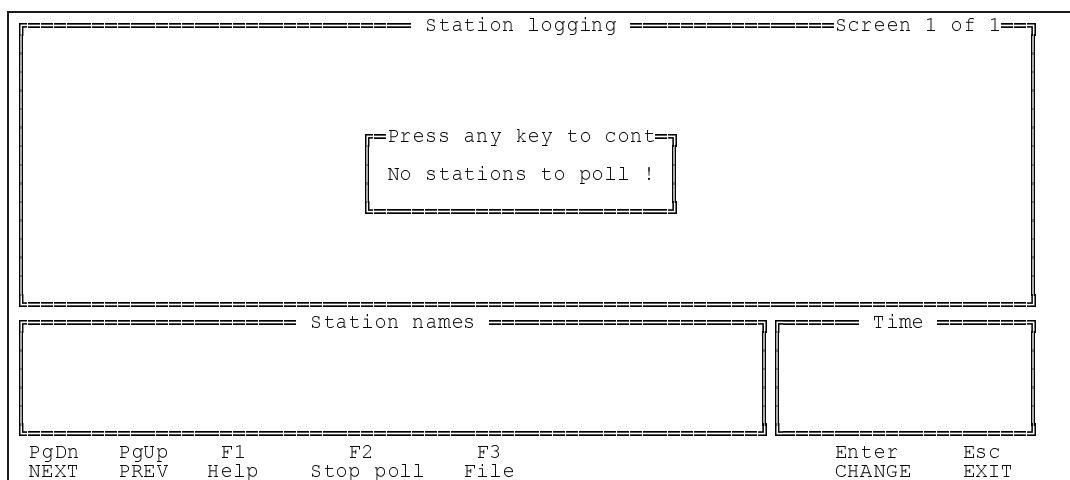 Station logging Screen 1 of 1
Press any key to cont
No stations to poll !
Station names Time
PgDn PgUp F1 F2 F3 Enter Esc
NEXT PREV Help Stop poll File CHANGE EXIT